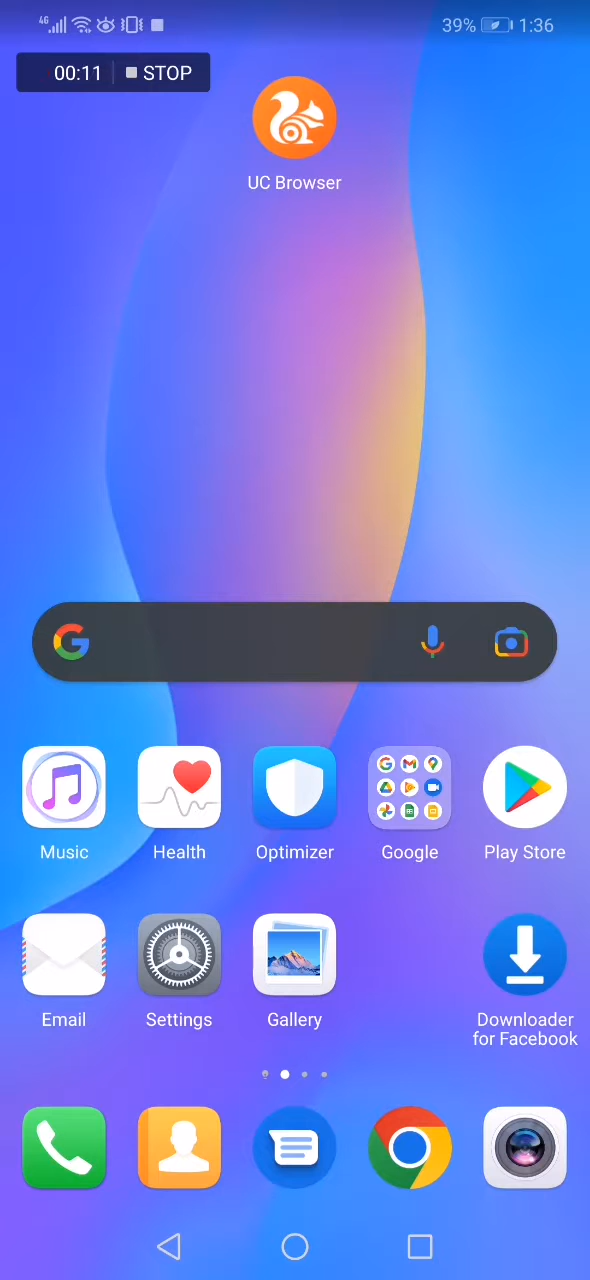 4G
39%
1:36
00:11
STOP
UC Browser
Music
Health
Optimizer
Google
Play Store
Email
Settings
Gallery
Downloader
for Facebook